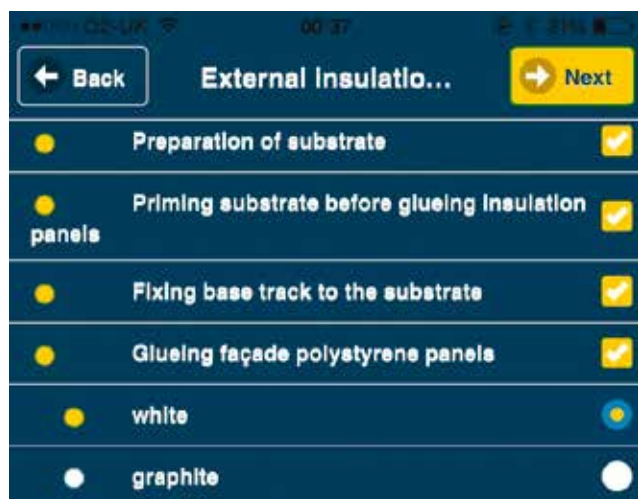 O2-UK 00:37
Back External Insulatio... Next
Preparation of substrate
Priming substrate before glueing insulation
panels
Fixing base track to the substrate
Glueing façade polystyrene panels
white
graphite